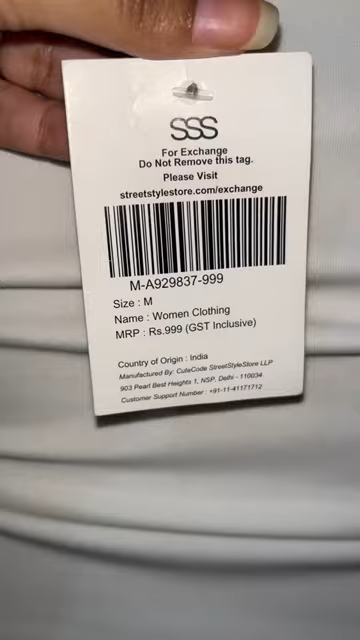 SSS
For Exchange
Do Not Remove this tag.
Please Visit
streetstylestore.com/exchange
M-A929837-999
Size : M
Name : Women Clothing
MRP : Rs.999 (GST Inclusive)
Country of Origin : India
Manufactured By: CuteCode StreetStyleStore LLP
903 Pearl Best Heights 1, NSP, Delhi - 110034
Customer Support Number : +91-11-41171712